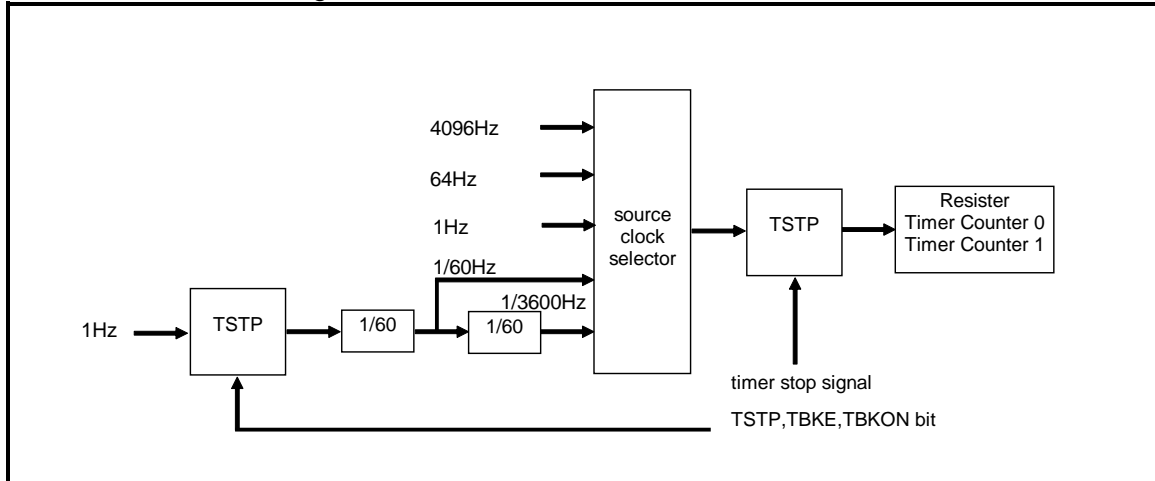 4096Hz
64Hz
1Hz
1/60Hz
1/3600Hz
1Hz
TSTP
1/60
1/60
source
clock
selector
TSTP
Resister
Timer Counter 0
Timer Counter 1
timer stop signal
TSTP,TBKE,TBKON bit